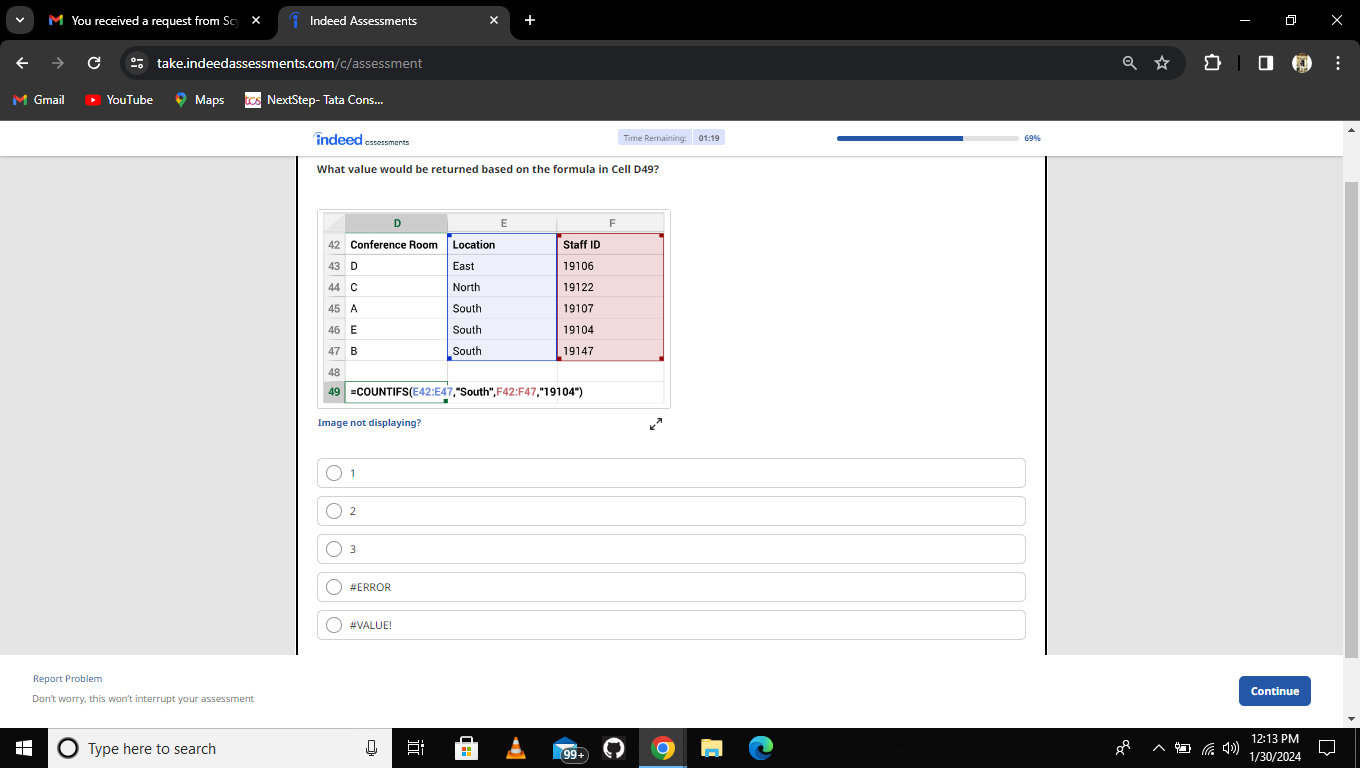 You received a request from Sc
Indeed Assessments
take.indeedassessments.com/c/assessment
Gmail
YouTube
Maps
tcs NextStep- Tata Cons...
indeed assessments
Time Remaining: 01:19
69%
What value would be returned based on the formula in Cell D49?
D E F
42 Conference Room Location Staff ID
43 D East 19106
44 C North 19122
45 A South 19107
46 E South 19104
47 B South 19147
48
49 =COUNTIFS(E42:E47,"South",F42:F47,"19104")
Image not displaying?
1
2
3
#ERROR
#VALUE!
Report Problem
Don't worry, this won't interrupt your assessment
Continue
Type here to search
99+
12:13 PM
1/30/2024